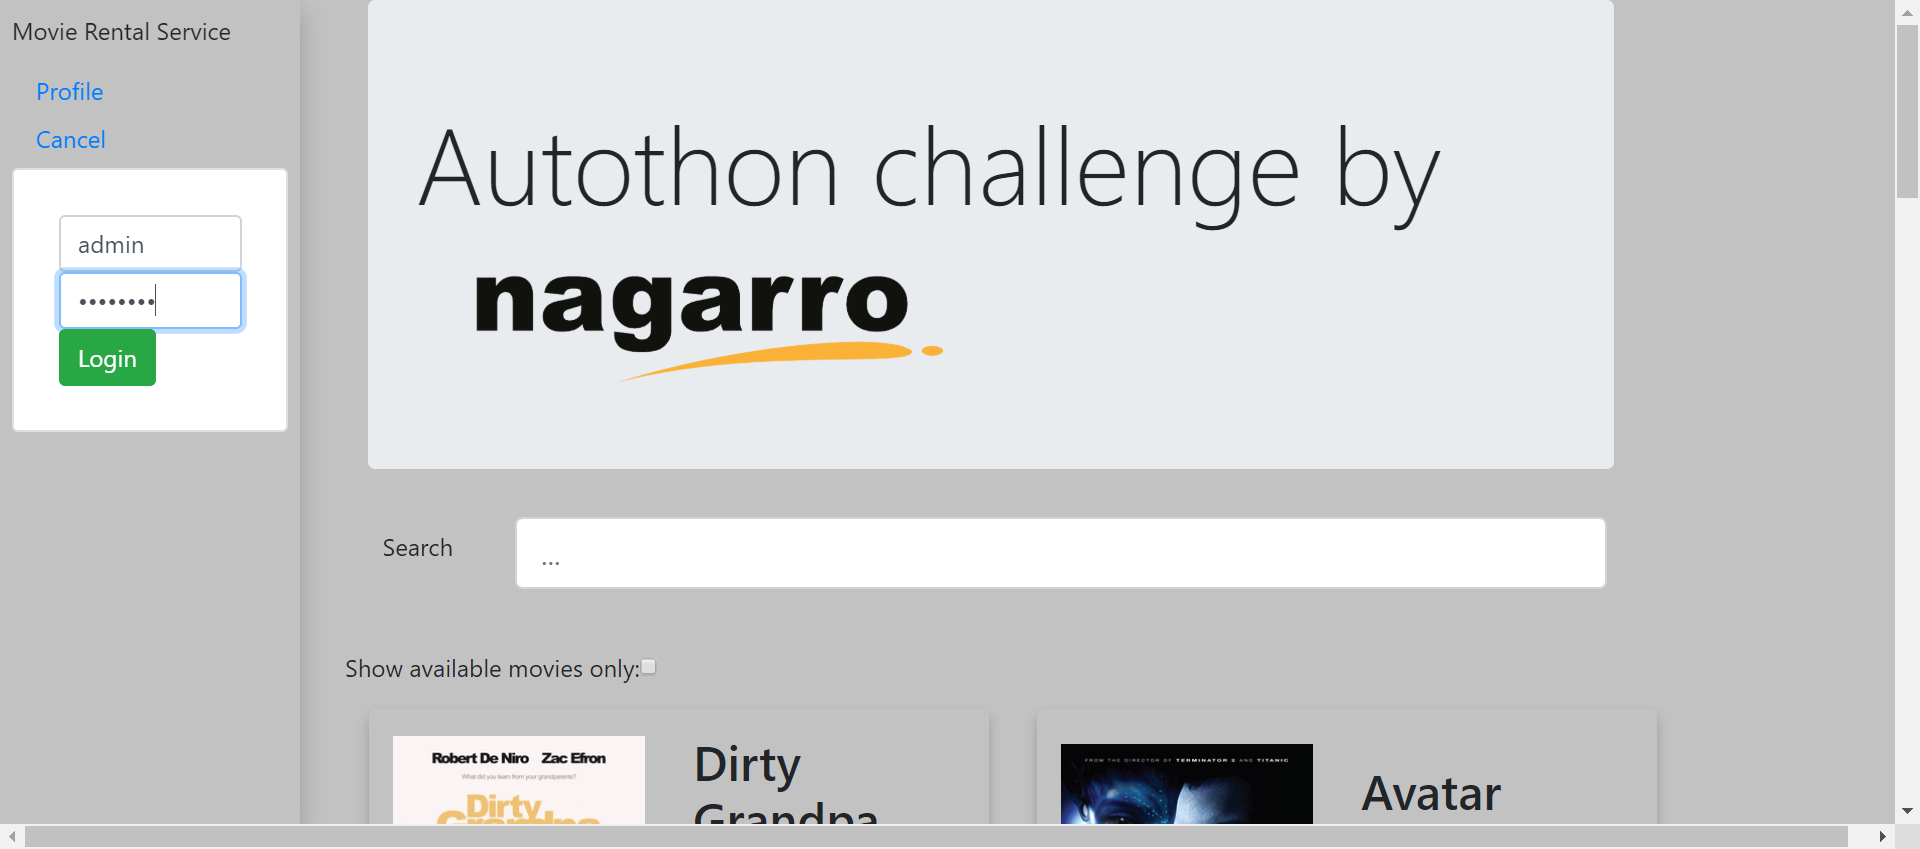 Movie Rental Service
Profile
Cancel
admin
••••••••
Login
Autothon challenge by
nagarro
Search
...
Show available movies only:
Robert De Niro Zac Efron
What did you learn from your grandparents?
Dirty
Grandpa
Dirty
Grandpa
FROM THE DIRECTOR OF TERMINATOR 2 AND TITANIC
Avatar